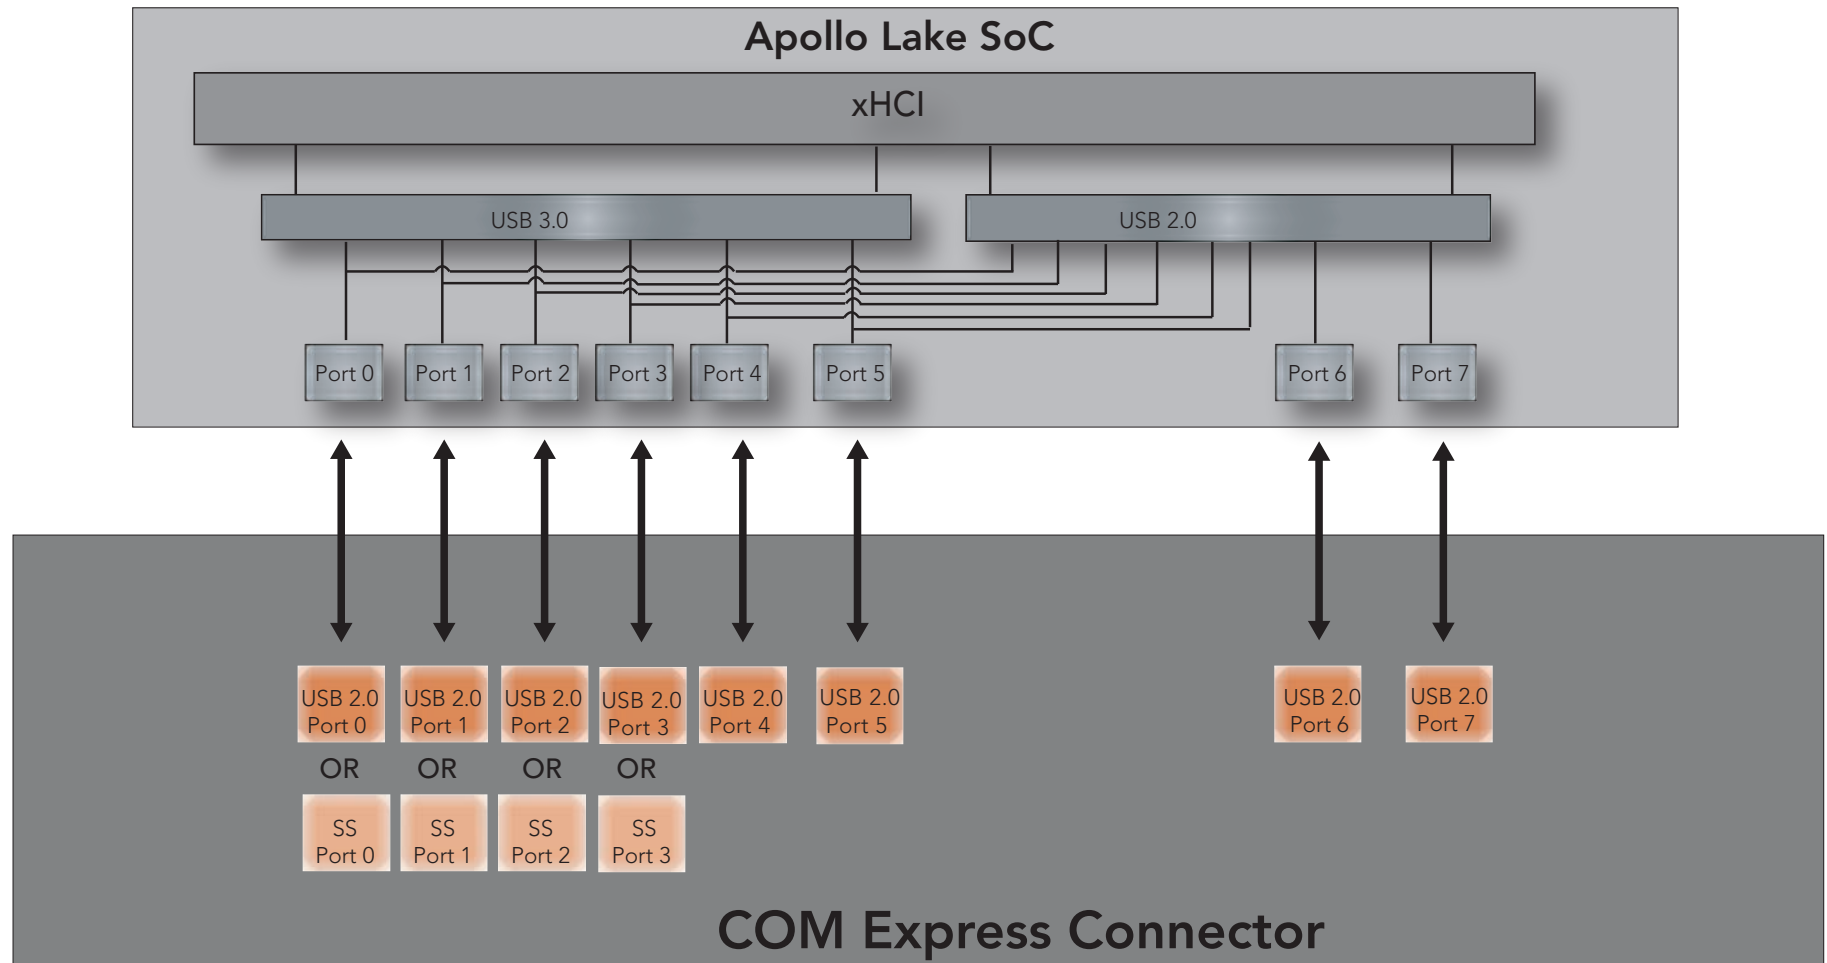 Apollo Lake SoC
xHCI
USB 3.0
USB 2.0
Port 0
Port 1
Port 2
Port 3
Port 4
Port 5
Port 6
Port 7
USB 2.0
Port 0
USB 2.0
Port 1
USB 2.0
Port 2
USB 2.0
Port 3
USB 2.0
Port 4
USB 2.0
Port 5
USB 2.0
Port 6
USB 2.0
Port 7
OR
OR
OR
OR
SS
Port 0
SS
Port 1
SS
Port 2
SS
Port 3
COM Express Connector